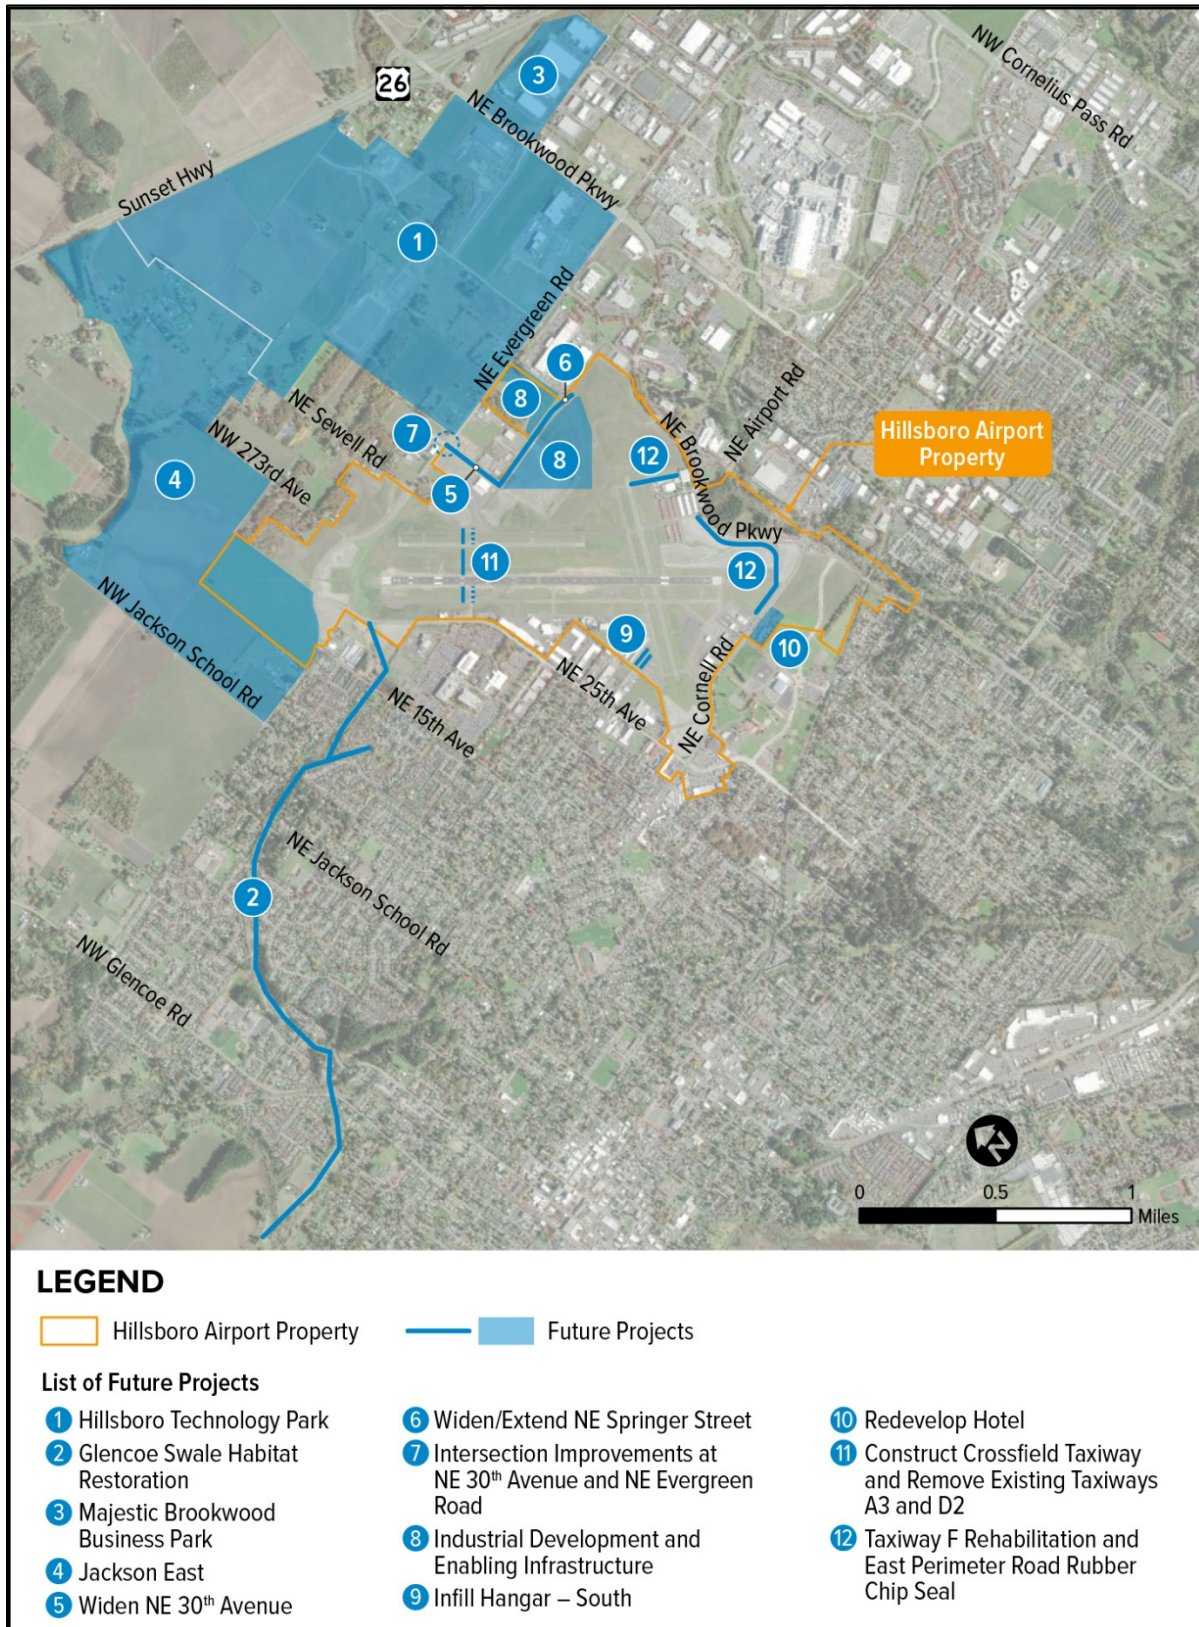 NW Cornelius Pass Rd
3
26
NE Brookwood Pkwy
Sunset Hwy
1
NE Evergreen Rd
6
8
NE Sewell Rd
7
NE Brookwood Pkwy
NE Airport Rd
Hillsboro Airport
Property
NW 273rd Ave
8
12
4
5
11
12
NW Jackson School Rd
9
10
NE 25th Ave
NE Cornell Rd
NE 15th Ave
NE Jackson School Rd
2
NW Glencoe Rd
N
0 0.5 1
Miles
LEGEND
Hillsboro Airport Property
Future Projects
List of Future Projects
1 Hillsboro Technology Park
2 Glencoe Swale Habitat
Restoration
3 Majestic Brookwood
Business Park
4 Jackson East
5 Widen NE 30th Avenue
6 Widen/Extend NE Springer Street
7 Intersection Improvements at
NE 30th Avenue and NE Evergreen
Road
8 Industrial Development and
Enabling Infrastructure
9 Infill Hangar – South
10 Redevelop Hotel
11 Construct Crossfield Taxiway
and Remove Existing Taxiways
A3 and D2
12 Taxiway F Rehabilitation and
East Perimeter Road Rubber
Chip Seal